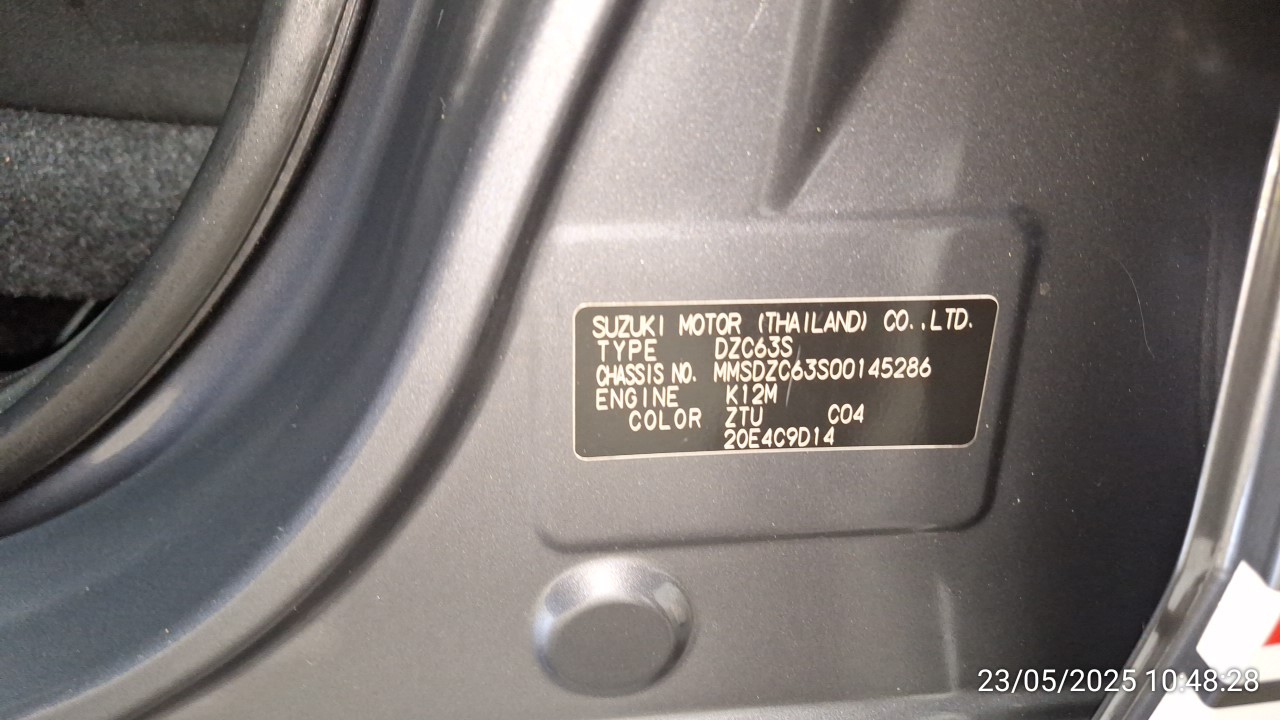 SUZUKI MOTOR (THAILAND) CO.,LTD.
TYPE DZC63S
CHASSIS NO. MMSDZC63S00145286
ENGINE K12M
COLOR ZTU C04
20E4C9D14
23/05/2025 10:48:28